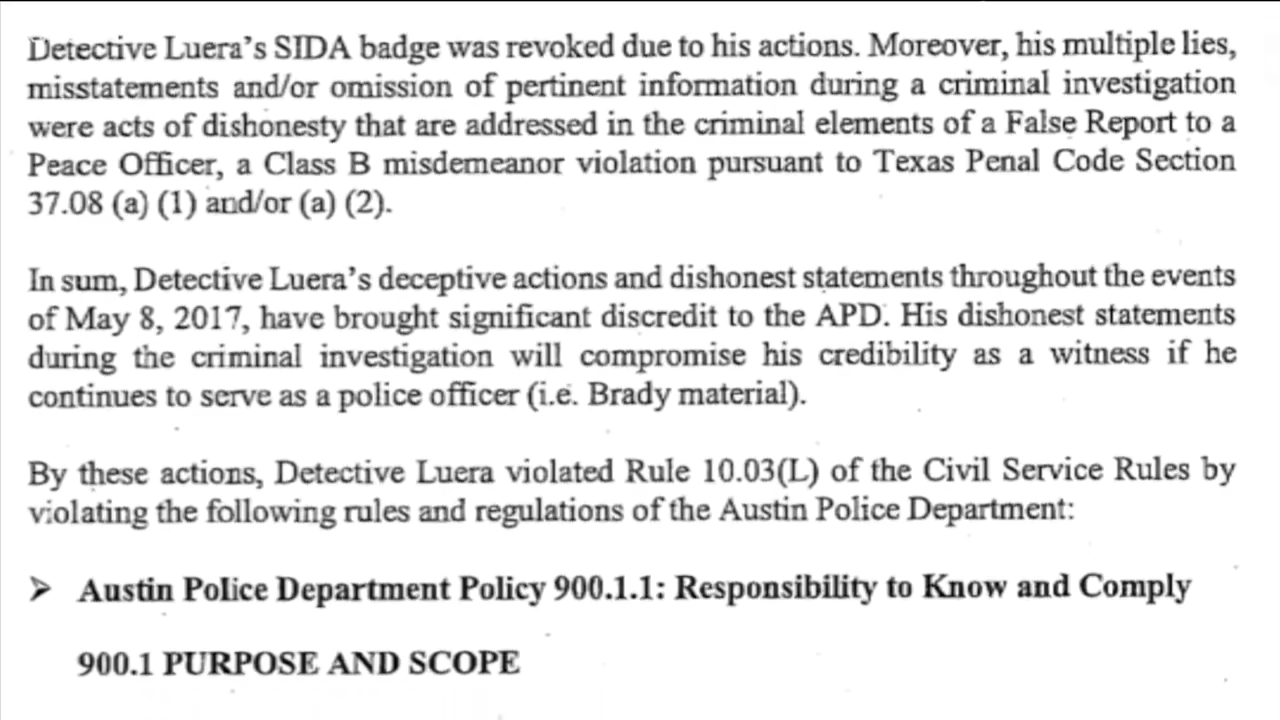 Detective Luera's SIDA badge was revoked due to his actions. Moreover, his multiple lies,
misstatements and/or omission of pertinent information during a criminal investigation
were acts of dishonesty that are addressed in the criminal elements of a False Report to a
Peace Officer, a Class B misdemeanor violation pursuant to Texas Penal Code Section
37.08 (a) (1) and/or (a) (2).
In sum, Detective Luera's deceptive actions and dishonest statements throughout the events
of May 8, 2017, have brought significant discredit to the APD. His dishonest statements
during the criminal investigation will compromise his credibility as a witness if he
continues to serve as a police officer (i.e. Brady material).
By these actions, Detective Luera violated Rule 10.03(L) of the Civil Service Rules by
violating the following rules and regulations of the Austin Police Department:
➢ Austin Police Department Policy 900.1.1: Responsibility to Know and Comply
900.1 PURPOSE AND SCOPE